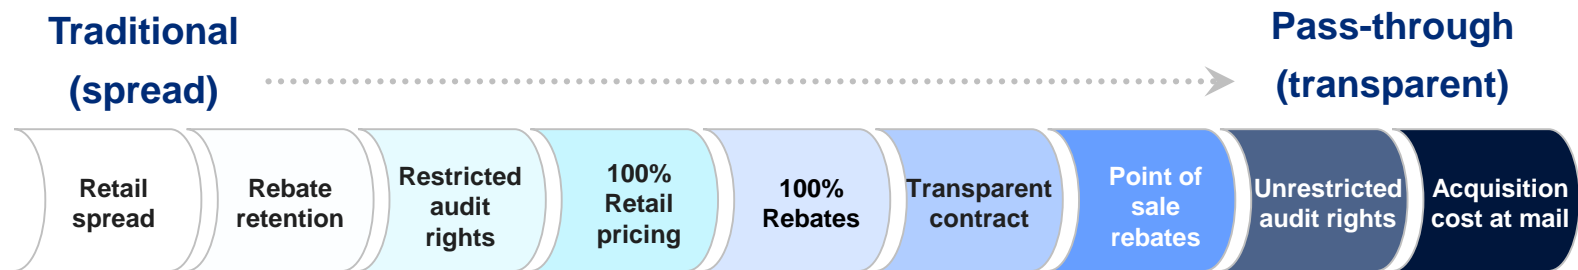 Traditional
(spread)
Pass-through
(transparent)
Retail
spread
Rebate
retention
Restricted
audit
rights
100%
Retail
pricing
100%
Rebates
Transparent
contract
Point of
sale
rebates
Unrestricted
audit rights
Acquisition
cost at mail